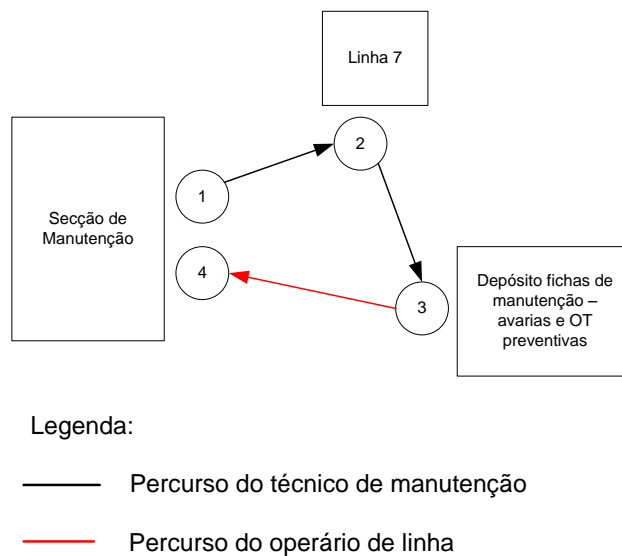 Linha 7
2
1
Secção de
Manutenção
4
3
Depósito fichas de
manutenção –
avarias e OT
preventivas
Legenda:
Percurso do técnico de manutenção
Percurso do operário de linha